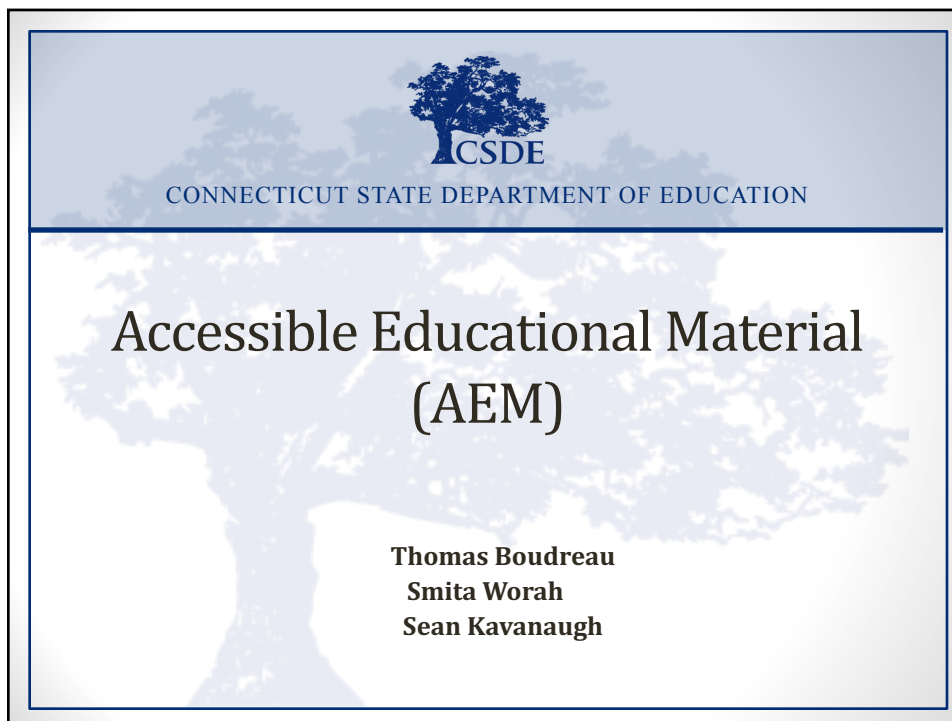 CSDE
CONNECTICUT STATE DEPARTMENT OF EDUCATION
Accessible Educational Material
(AEM)
Thomas Boudreau
Smita Worah
Sean Kavanaugh